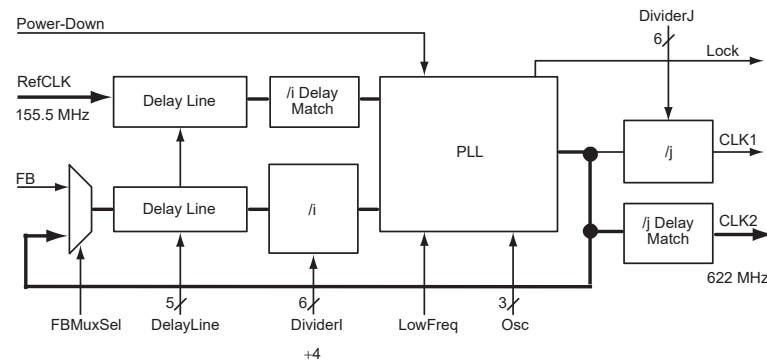 Power-Down
DividerJ
6
Lock
RefCLK
155.5 MHz
Delay Line
/i Delay
Match
PLL
/j
CLK1
FB
Delay Line
/i
/j Delay
Match
CLK2
622 MHz
5
6
3
FBMuxSel
DelayLine
DividerI
LowFreq
Osc
+4